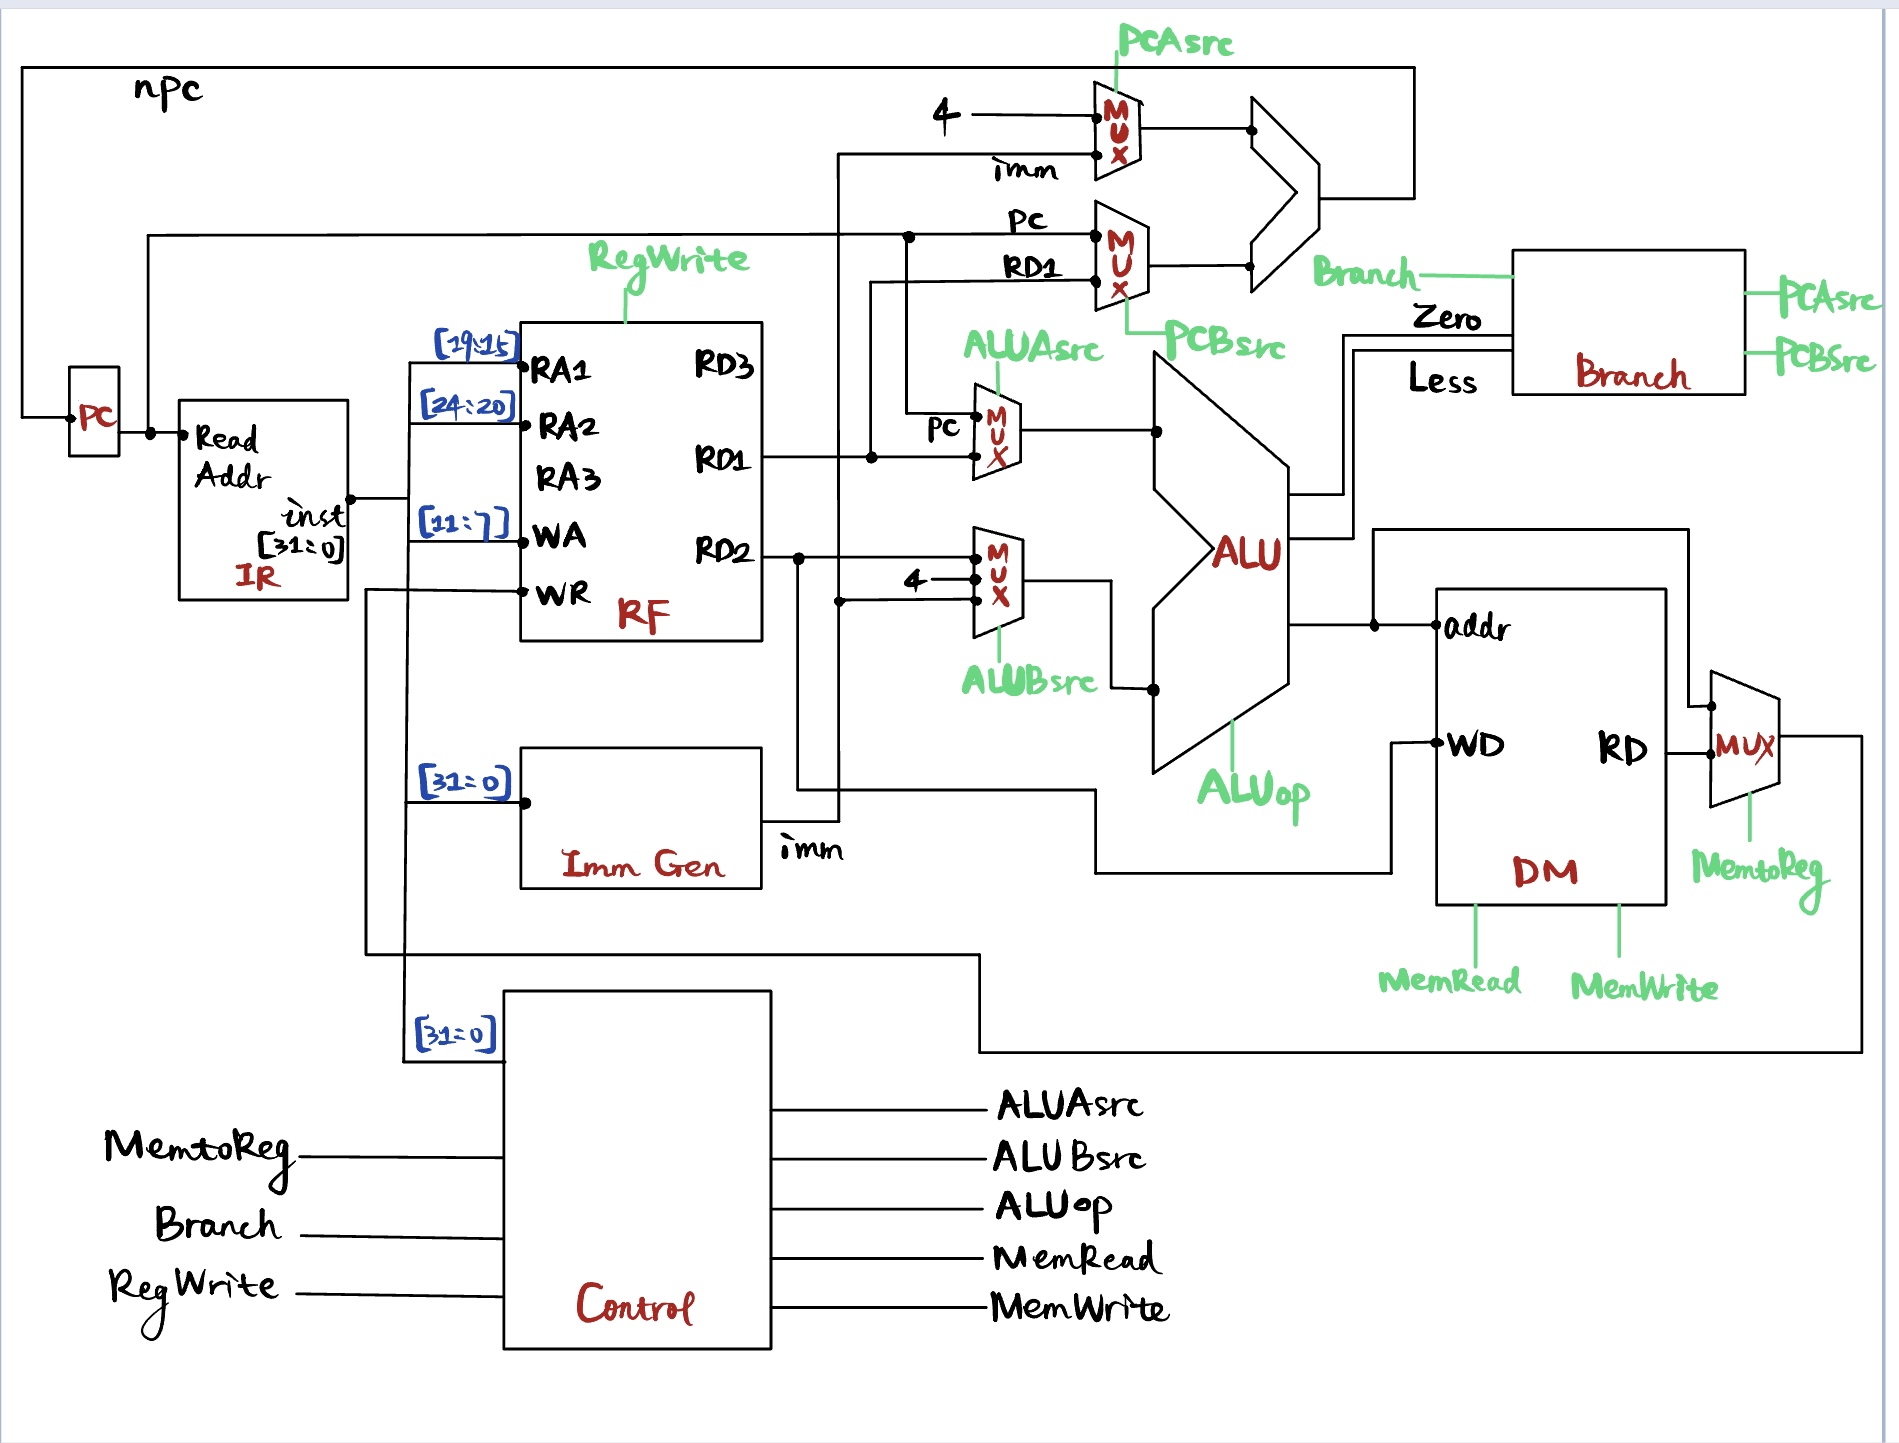 PCAsrc
npc
4
MUX
imm
PC
RD1
MUX
PCBsrc
RegWrite
Branch
Zero
Less
Branch
PCAsrc
PCBsrc
[19:15]
[24:20]
[11:7]
RA1
RA2
RA3
WA
WR
RD3
RD1
RD2
RF
PC
Read
Addr
inst
[31:0]
IR
ALUAsrc
PC
MUX
4
MUX
ALUBsrc
ALU
ALUop
addr
WD
RD
DM
MUX
MemtoReg
MemRead
MemWrite
[31:0]
Imm Gen
imm
[31:0]
MemtoReg
Branch
RegWrite
Control
ALUAsrc
ALUBsrc
ALUop
MemRead
MemWrite